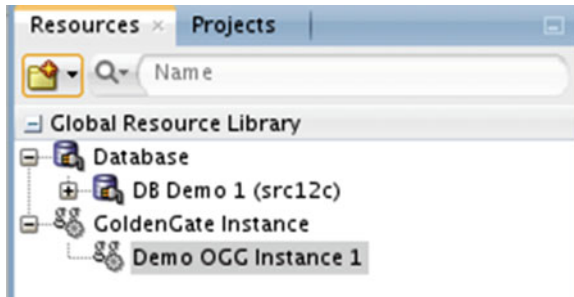 Resources Projects
Name
Global Resource Library
Database
DB Demo 1 (src12c)
GoldenGate Instance
Demo OGG Instance 1